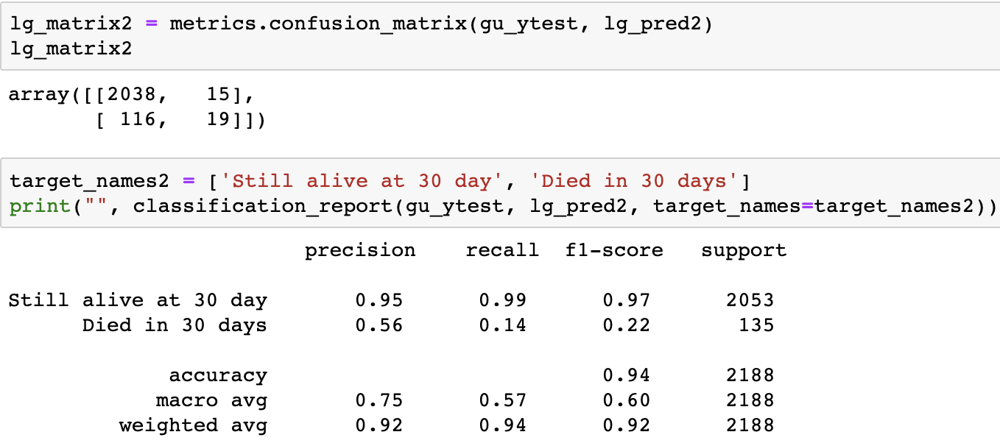 lg_matrix2 = metrics.confusion_matrix(gu_ytest, lg_pred2)
lg_matrix2
array([[2038,   15],
       [ 116,   19]])
target_names2 = ['Still alive at 30 day', 'Died in 30 days']
print("", classification_report(gu_ytest, lg_pred2, target_names=target_names2))
precision    recall  f1-score   support
Still alive at 30 day       0.95      0.99      0.97      2053
Died in 30 days       0.56      0.14      0.22       135
accuracy                           0.94      2188
macro avg       0.75      0.57      0.60      2188
weighted avg       0.92      0.94      0.92      2188